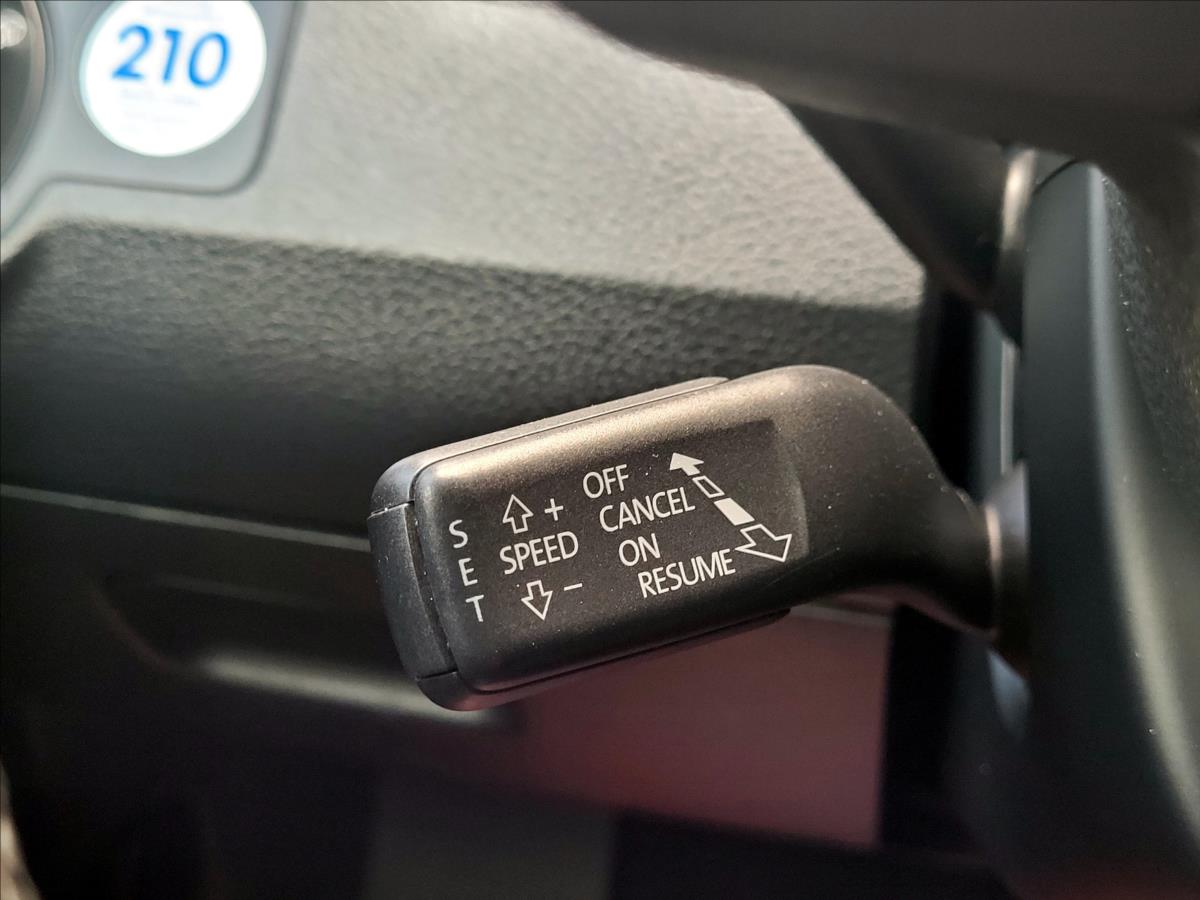 210
S
E
T
+
SPEED
−
OFF
CANCEL
ON
RESUME